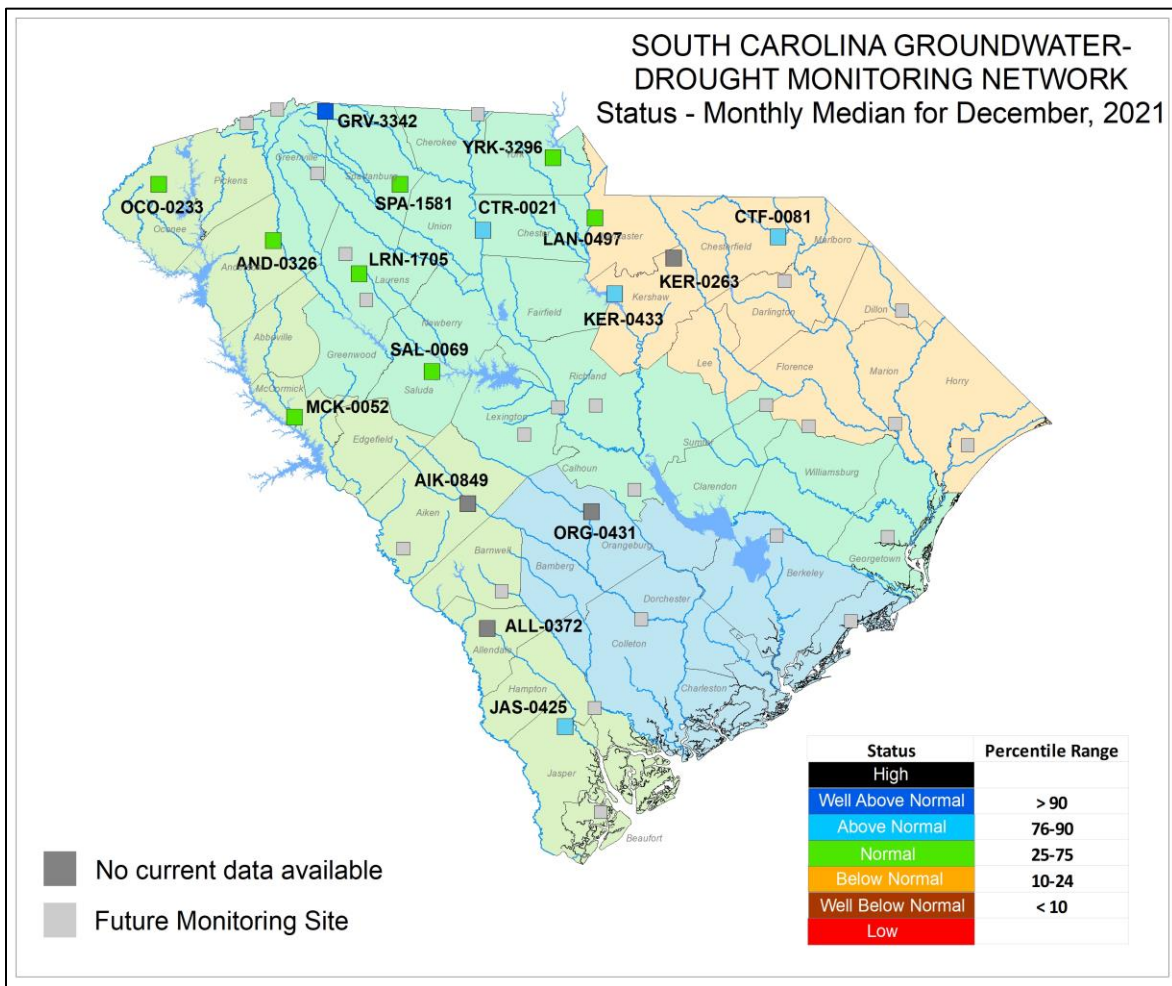 SOUTH CAROLINA GROUNDWATER-
DROUGHT MONITORING NETWORK
Status - Monthly Median for December, 2021
GRV-3342
Cherokee
YRK-3296
York
Greenville
Pickens
Spartanburg
OCO-0233
Oconee
SPA-1581
CTR-0021
CTF-0081
Union
Chester
LAN-0497
Lancaster
Chesterfield
Marlboro
AND-0326
Anderson
LRN-1705
Laurens
KER-0263
KER-0433
Kershaw
Darlington
Dillon
Newberry
Fairfield
Abbeville
Greenwood
SAL-0069
Saluda
Lee
Florence
Marion
Horry
McCormick
Richland
MCK-0052
Edgefield
Lexington
Sumter
Calhoun
Clarendon
Williamsburg
AIK-0849
Aiken
ORG-0431
Orangeburg
Barnwell
Bamberg
Georgetown
Berkeley
Dorchester
ALL-0372
Allendale
Colleton
Hampton
Charleston
JAS-0425
Jasper
Beaufort
Status Percentile Range
High
Well Above Normal > 90
Above Normal 76-90
Normal 25-75
Below Normal 10-24
Well Below Normal < 10
Low
No current data available
Future Monitoring Site